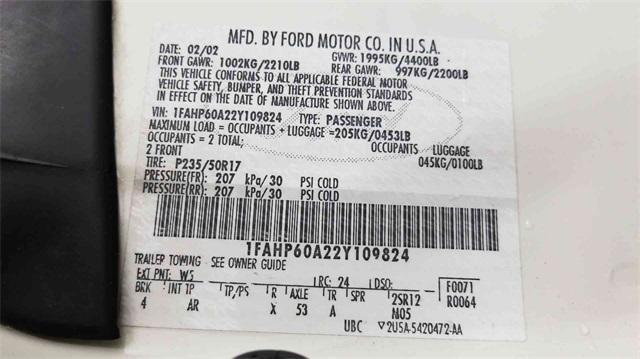 MFD. BY FORD MOTOR CO. IN U.S.A.
DATE: 02/02 GVWR: 1995KG/4400LB
FRONT GAWR: 1002KG/2210LB REAR GAWR: 997KG/2200LB
THIS VEHICLE CONFORMS TO ALL APPLICABLE FEDERAL MOTOR
VEHICLE SAFETY, BUMPER, AND THEFT PREVENTION STANDARDS
IN EFFECT ON THE DATE OF MANUFACTURE SHOWN ABOVE.
VIN: 1FAHP60A22Y109824 TYPE: PASSENGER
MAXIMUM LOAD = OCCUPANTS + LUGGAGE =205KG/0453LB
OCCUPANTS = 2 TOTAL; OCCUPANTS LUGGAGE
2 FRONT 045KG/0100LB
TIRE: P235/50R17
PRESSURE(FR): 207 kPa/30 PSI COLD
PRESSURE(RR): 207 kPa/30 PSI COLD
1FAHP60A22Y109824
TRAILER TOWING - SEE OWNER GUIDE
EXT PNT: W5 RC: 24 DSO: F0071
BRK INT TP TP/PS R AXLE TR SPR 2SR12 R0064
4 AR X 53 A M05
UBC ▽2USA-5420472-AA